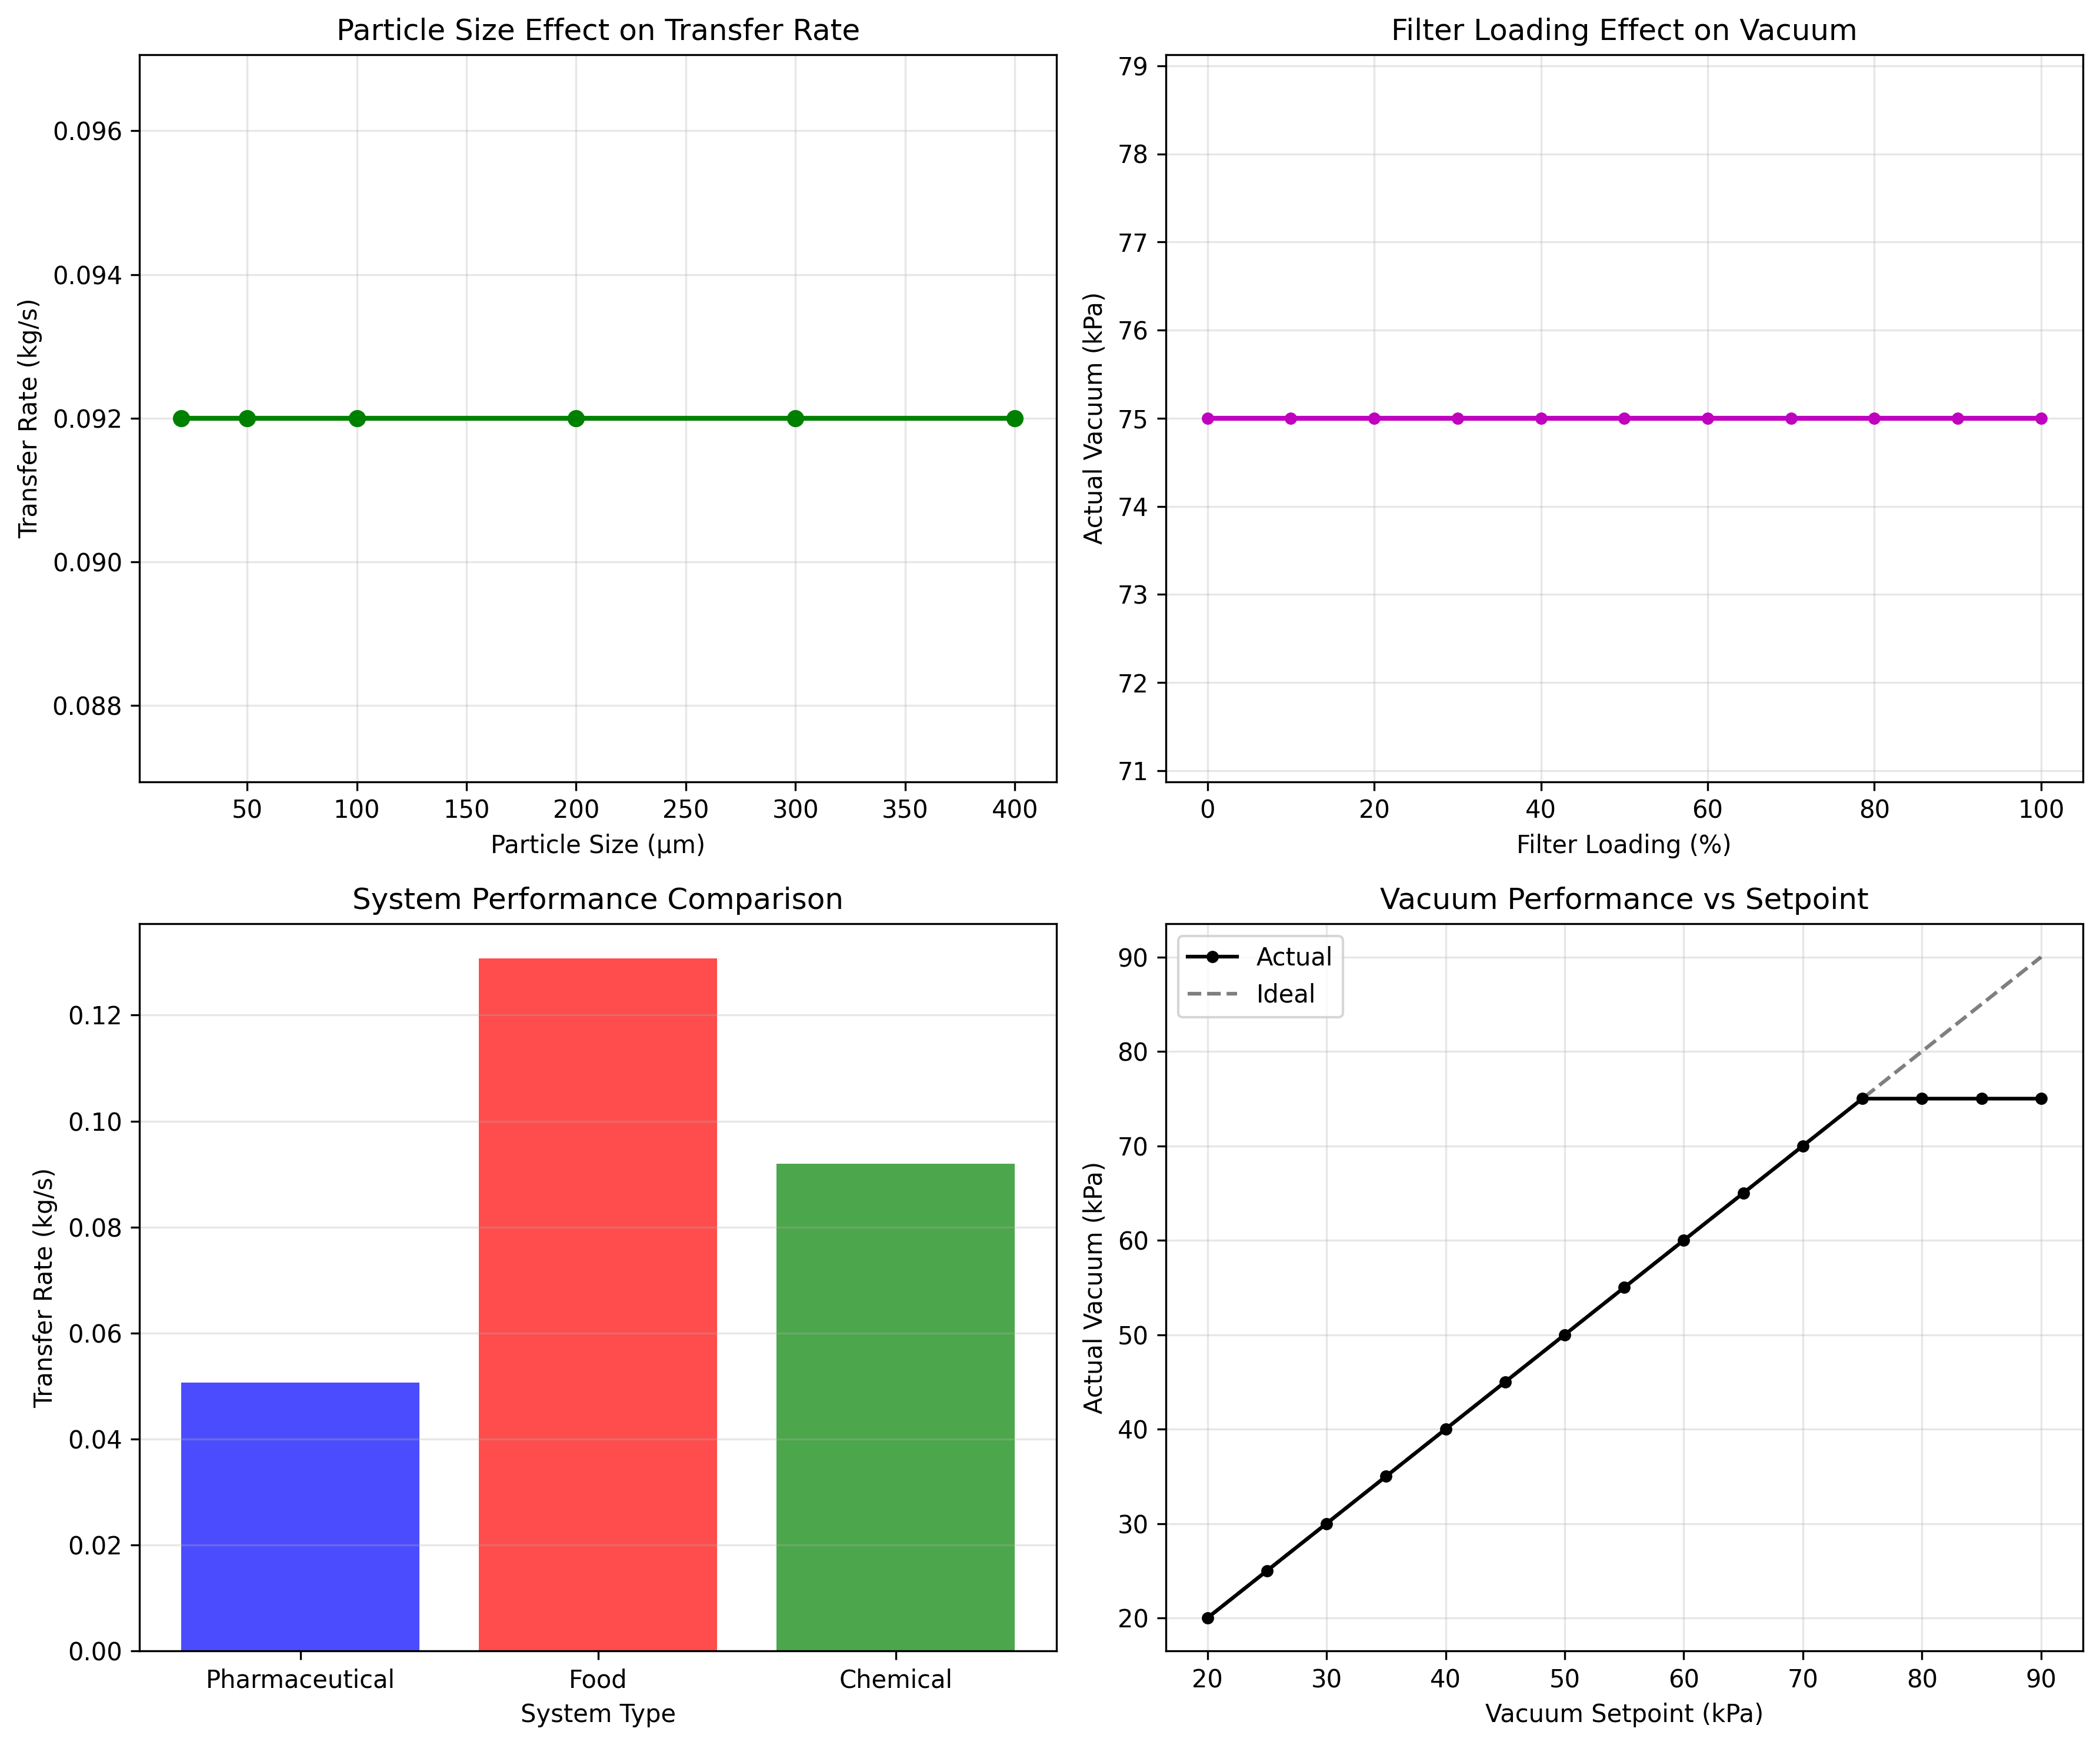 Particle Size Effect on Transfer Rate
Transfer Rate (kg/s)
0.096
0.094
0.092
0.090
0.088
50 100 150 200 250 300 350 400
Particle Size (μm)
Filter Loading Effect on Vacuum
Actual Vacuum (kPa)
79
78
77
76
75
74
73
72
71
0 20 40 60 80 100
Filter Loading (%)
System Performance Comparison
Transfer Rate (kg/s)
0.12
0.10
0.08
0.06
0.04
0.02
0.00
Pharmaceutical Food Chemical
System Type
Vacuum Performance vs Setpoint
Actual Vacuum (kPa)
Actual
Ideal
90
80
70
60
50
40
30
20
20 30 40 50 60 70 80 90
Vacuum Setpoint (kPa)